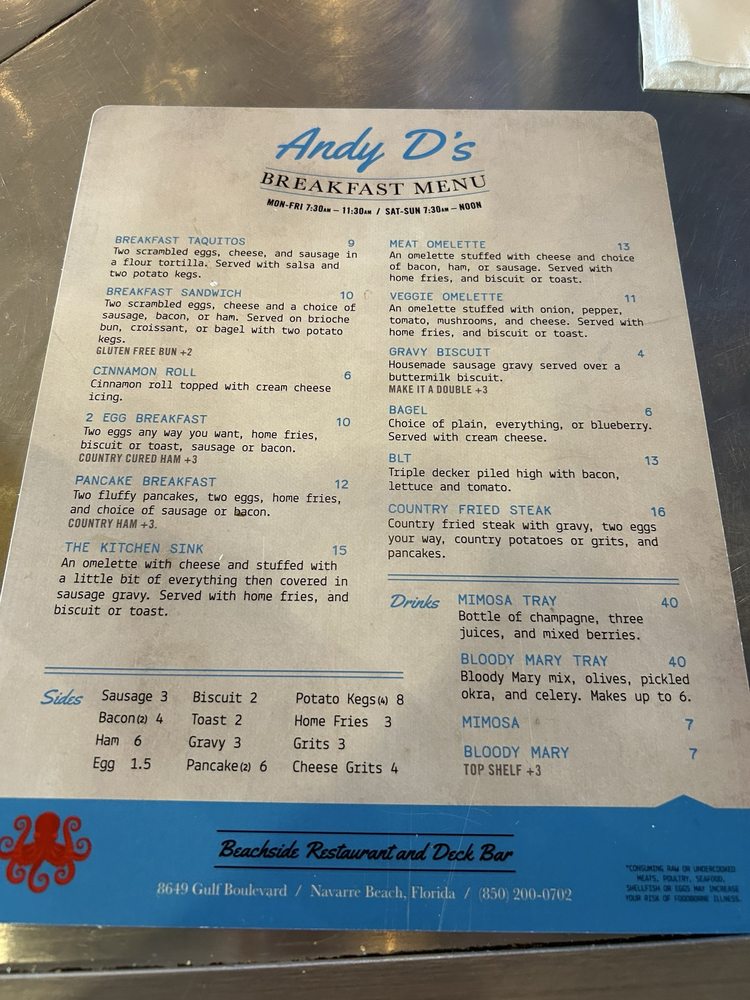 Andy D's
BREAKFAST MENU
MON-FRI 7:30AM – 11:30AM / SAT-SUN 7:30AM – NOON
BREAKFAST TAQUITOS 9
Two scrambled eggs, cheese, and sausage in
a flour tortilla. Served with salsa and
two potato kegs.
BREAKFAST SANDWICH 10
Two scrambled eggs, cheese and a choice of
sausage, bacon, or ham. Served on brioche
bun, croissant, or bagel with two potato
kegs.
GLUTEN FREE BUN +2
CINNAMON ROLL 6
Cinnamon roll topped with cream cheese
icing.
2 EGG BREAKFAST 10
Two eggs any way you want, home fries,
biscuit or toast, sausage or bacon.
COUNTRY CURED HAM +3
PANCAKE BREAKFAST 12
Two fluffy pancakes, two eggs, home fries,
and choice of sausage or bacon.
COUNTRY HAM +3.
THE KITCHEN SINK 15
An omelette with cheese and stuffed with
a little bit of everything then covered in
sausage gravy. Served with home fries, and
biscuit or toast.
MEAT OMELETTE 13
An omelette stuffed with cheese and choice
of bacon, ham, or sausage. Served with
home fries, and biscuit or toast.
VEGGIE OMELETTE 11
An omelette stuffed with onion, pepper,
tomato, mushrooms, and cheese. Served with
home fries, and biscuit or toast.
GRAVY BISCUIT 4
Housemade sausage gravy served over a
buttermilk biscuit.
MAKE IT A DOUBLE +3
BAGEL 6
Choice of plain, everything, or blueberry.
Served with cream cheese.
BLT 13
Triple decker piled high with bacon,
lettuce and tomato.
COUNTRY FRIED STEAK 16
Country fried steak with gravy, two eggs
your way, country potatoes or grits, and
pancakes.
Sides
Sausage 3 Biscuit 2 Potato Kegs(4) 8
Bacon(2) 4 Toast 2 Home Fries 3
Ham 6 Gravy 3 Grits 3
Egg 1.5 Pancake(2) 6 Cheese Grits 4
Drinks
MIMOSA TRAY 40
Bottle of champagne, three
juices, and mixed berries.
BLOODY MARY TRAY 40
Bloody Mary mix, olives, pickled
okra, and celery. Makes up to 6.
MIMOSA 7
BLOODY MARY 7
TOP SHELF +3
Beachside Restaurant and Deck Bar
8649 Gulf Boulevard / Navarre Beach, Florida / (850) 200-0702
*CONSUMING RAW OR UNDERCOOKED
MEATS, POULTRY, SEAFOOD,
SHELLFISH OR EGGS MAY INCREASE
YOUR RISK OF FOODBORNE ILLNESS.